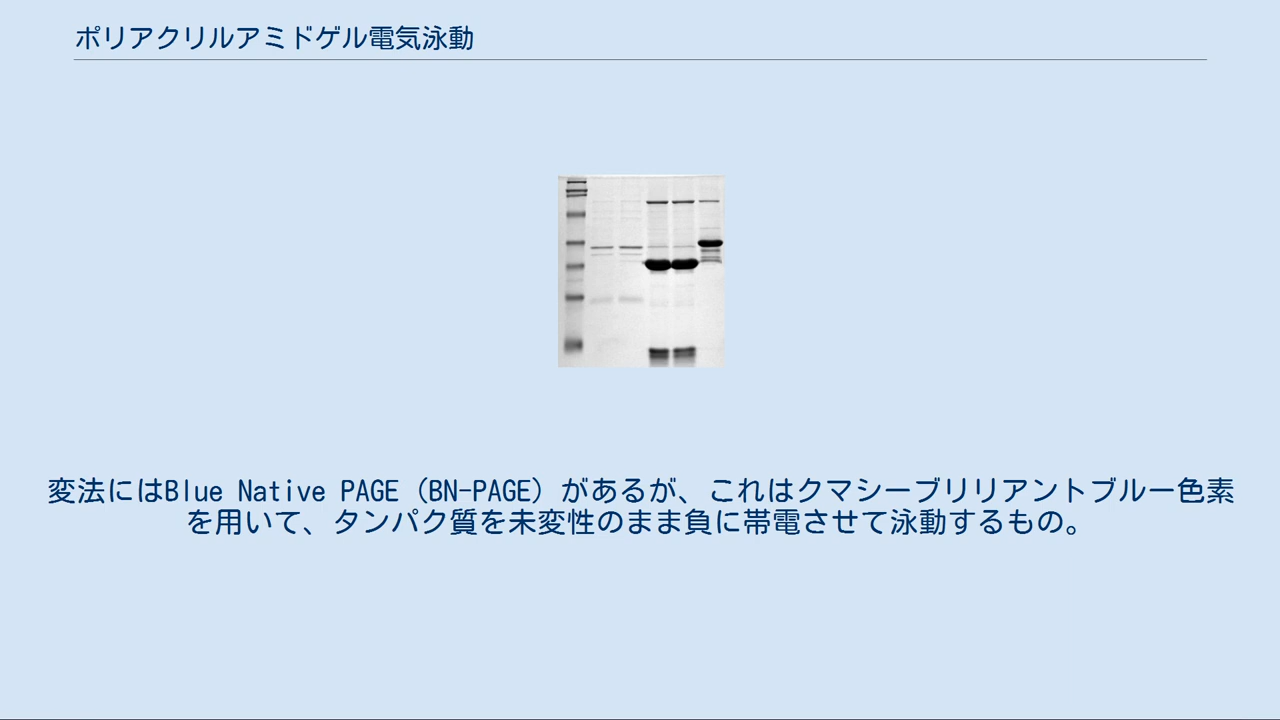 ポリアクリルアミドゲル電気泳動
変法にはBlue Native PAGE（BN-PAGE）があるが、これはクマシーブリリアントブルー色素
を用いて、タンパク質を未変性のまま負に帯電させて泳動するもの。